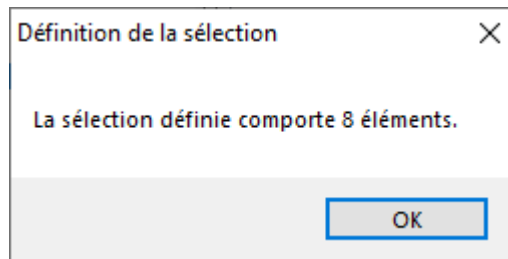 Définition de la sélection
La sélection définie comporte 8 éléments.
OK